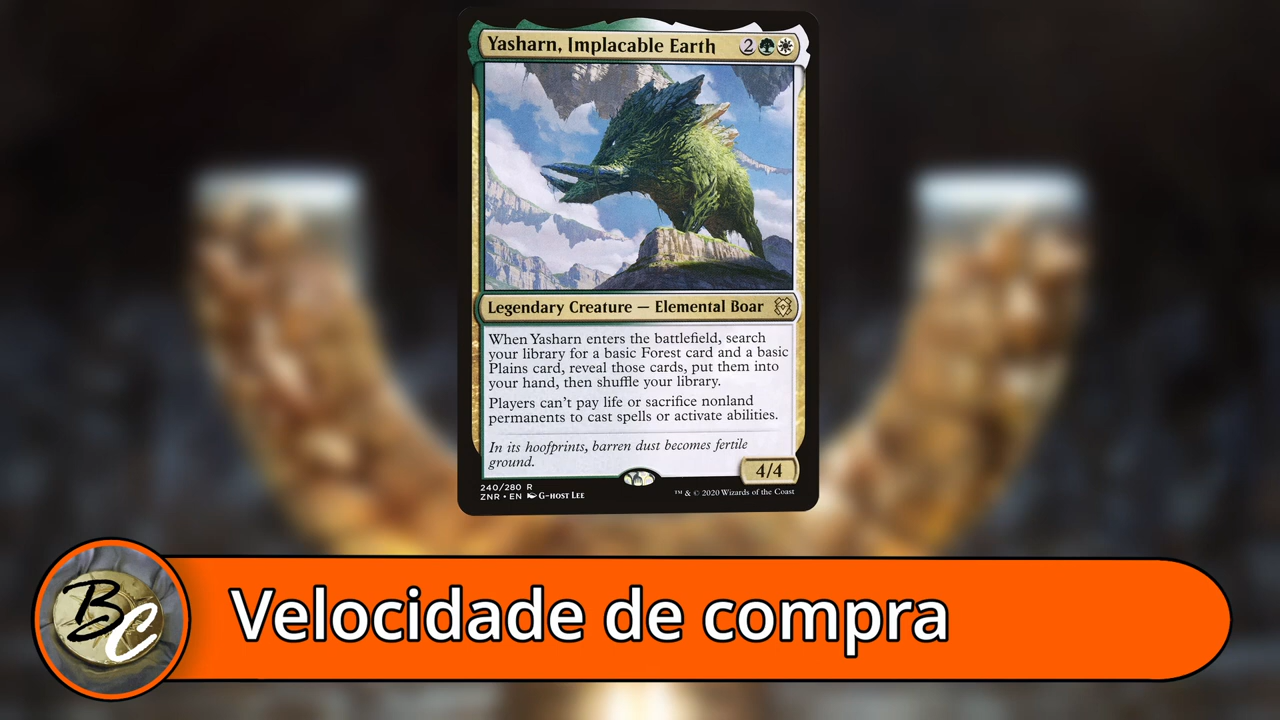 Yasharn, Implacable Earth 2
Legendary Creature — Elemental Boar
When Yasharn enters the battlefield, search
your library for a basic Forest card and a basic
Plains card, reveal those cards, put them into
your hand, then shuffle your library.
Players can't pay life or sacrifice nonland
permanents to cast spells or activate abilities.
In its hoofprints, barren dust becomes fertile
ground.
4/4
240/280 R
ZNR • EN G-host Lee
™ & © 2020 Wizards of the Coast
BC
Velocidade de compra